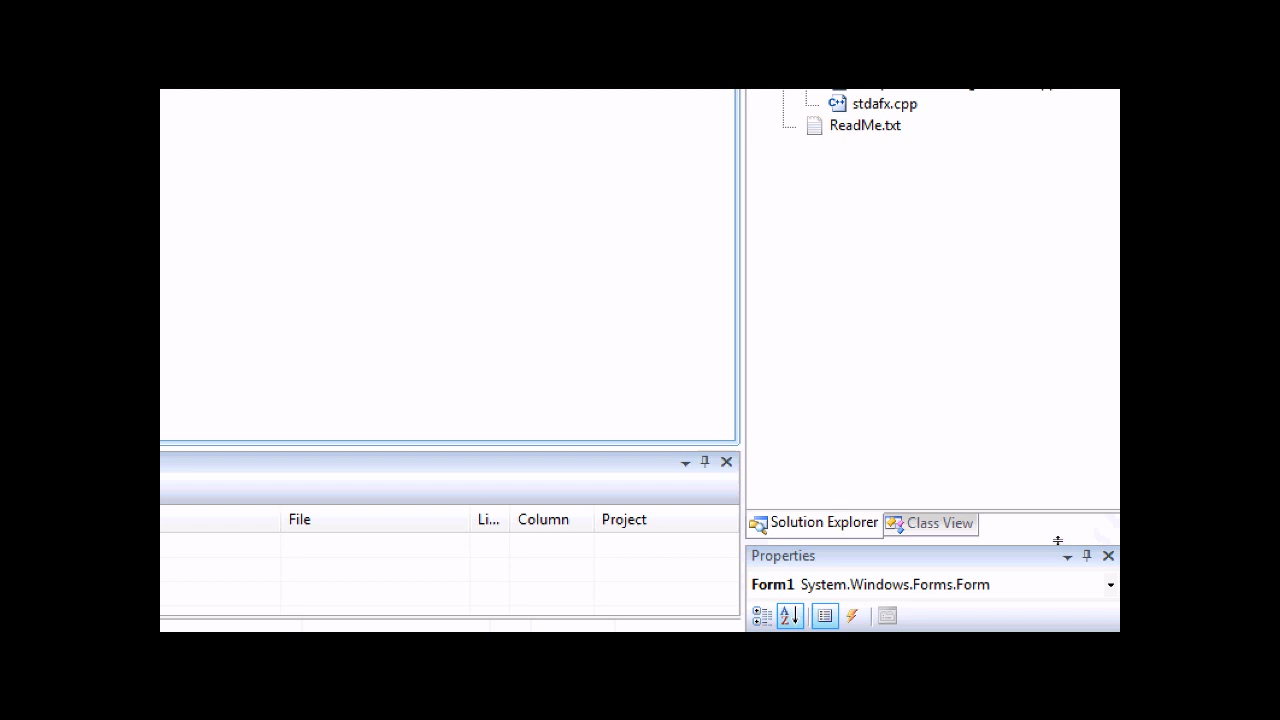 stdafx.cpp
ReadMe.txt
File Li... Column Project
Solution Explorer Class View
Properties
Form1 System.Windows.Forms.Form